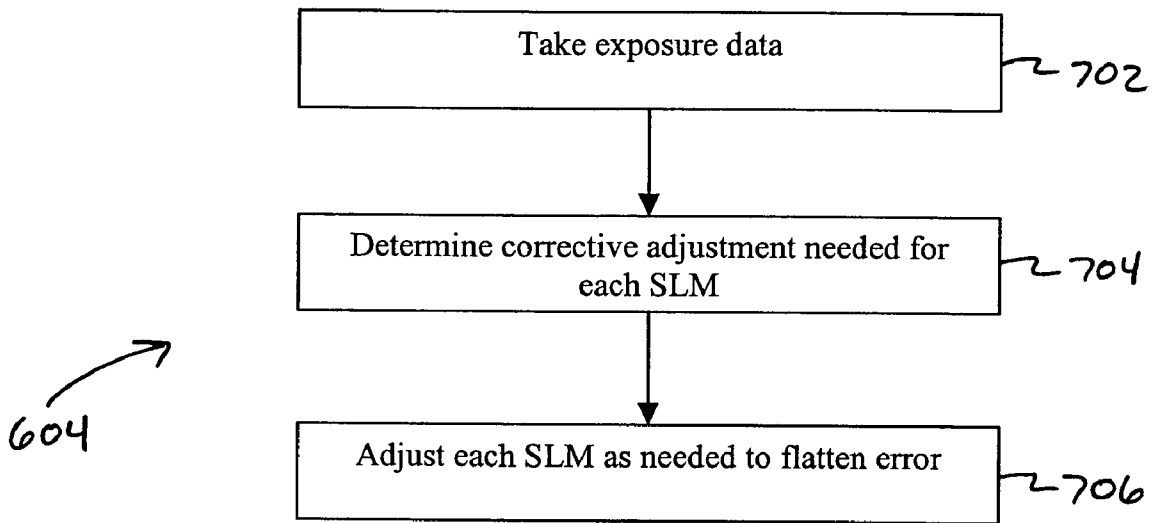 Take exposure data
702
Determine corrective adjustment needed for
each SLM
704
604
Adjust each SLM as needed to flatten error
706